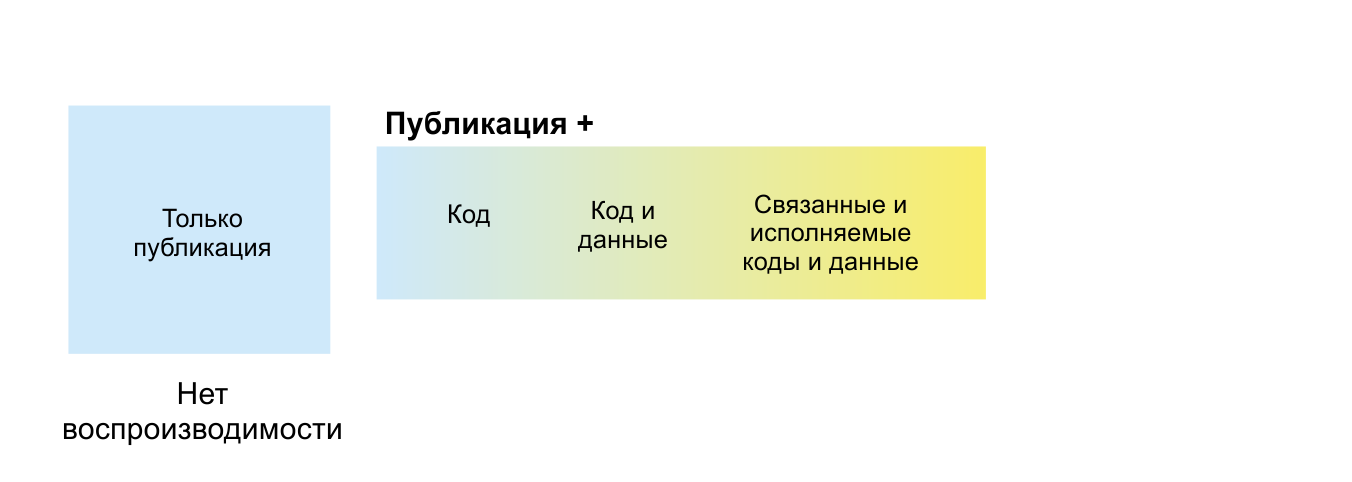 Только
публикация
Нет
воспроизводимости
Публикация +
Код
Код и
данные
Связанные и
исполняемые
коды и данные